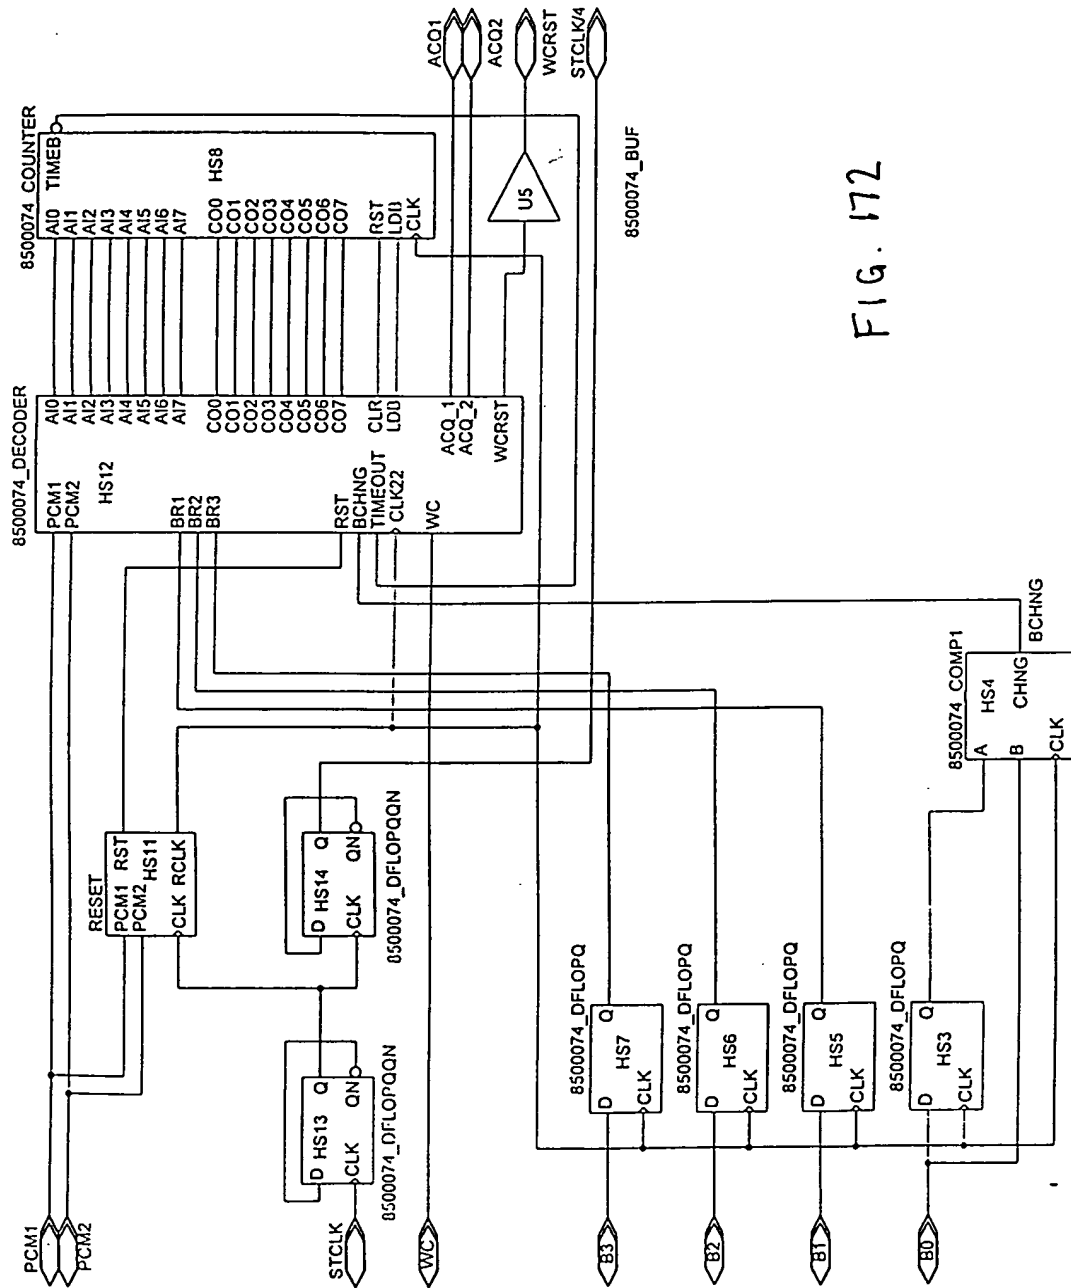 PCM1
PCM2
STCLK
WC
B3
B2
B1
B0
RESET
PCM1 RST
PCM2
HS11
CLK RCLK
D
HS13
Q
CLK
QN
8500074_DFLOPQQN
D
HS14
Q
CLK
QN
8500074_DFLOPQQN
8500074_DFLOPQ
D
Q
HS7
CLK
8500074_DFLOPQ
D
Q
HS6
CLK
8500074_DFLOPQ
D
Q
HS5
CLK
8500074_DFLOPQ
D
Q
HS3
CLK
8500074_COMP1
A
HS4
B
CHNG
CLK
BCHNG
8500074_DECODER
PCM1
PCM2
HS12
BR1
BR2
BR3
RST
BCHNG
TIMEOUT
CLK22
WC
AI0
AI1
AI2
AI3
AI4
AI5
AI6
AI7
CO0
CO1
CO2
CO3
CO4
CO5
CO6
CO7
CLR
LDB
ACQ_1
ACQ_2
WCRST
8500074_COUNTER
AI0
AI1
AI2
AI3
AI4
AI5
AI6
AI7
TIMEB
HS8
CO0
CO1
CO2
CO3
CO4
CO5
CO6
CO7
RST
LDB
CLK
U5
8500074_BUF
ACQ1
ACQ2
WCRST
STCLK/4
FIG. 172